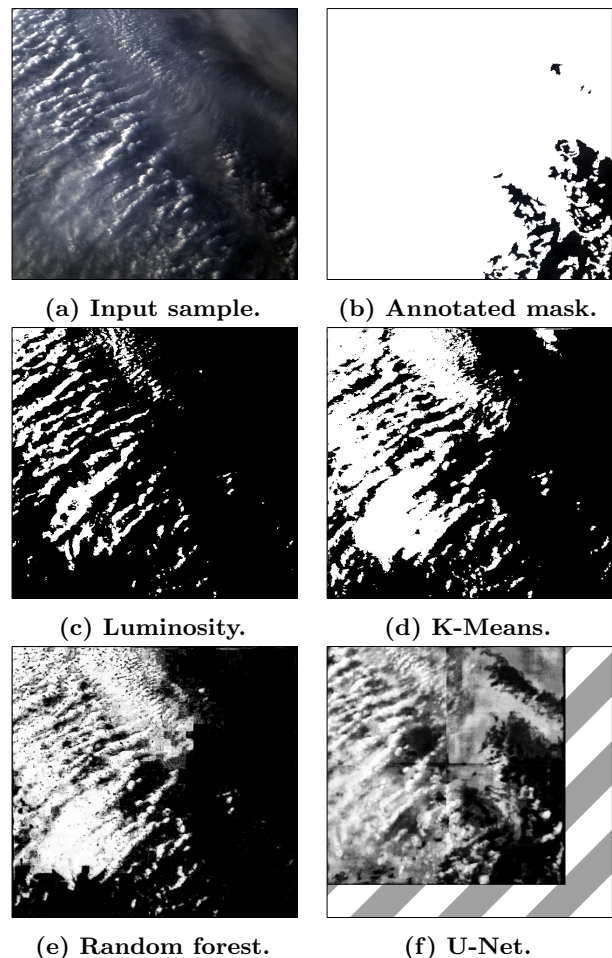 (a) Input sample.
(b) Annotated mask.
(c) Luminosity.
(d) K-Means.
(e) Random forest.
(f) U-Net.